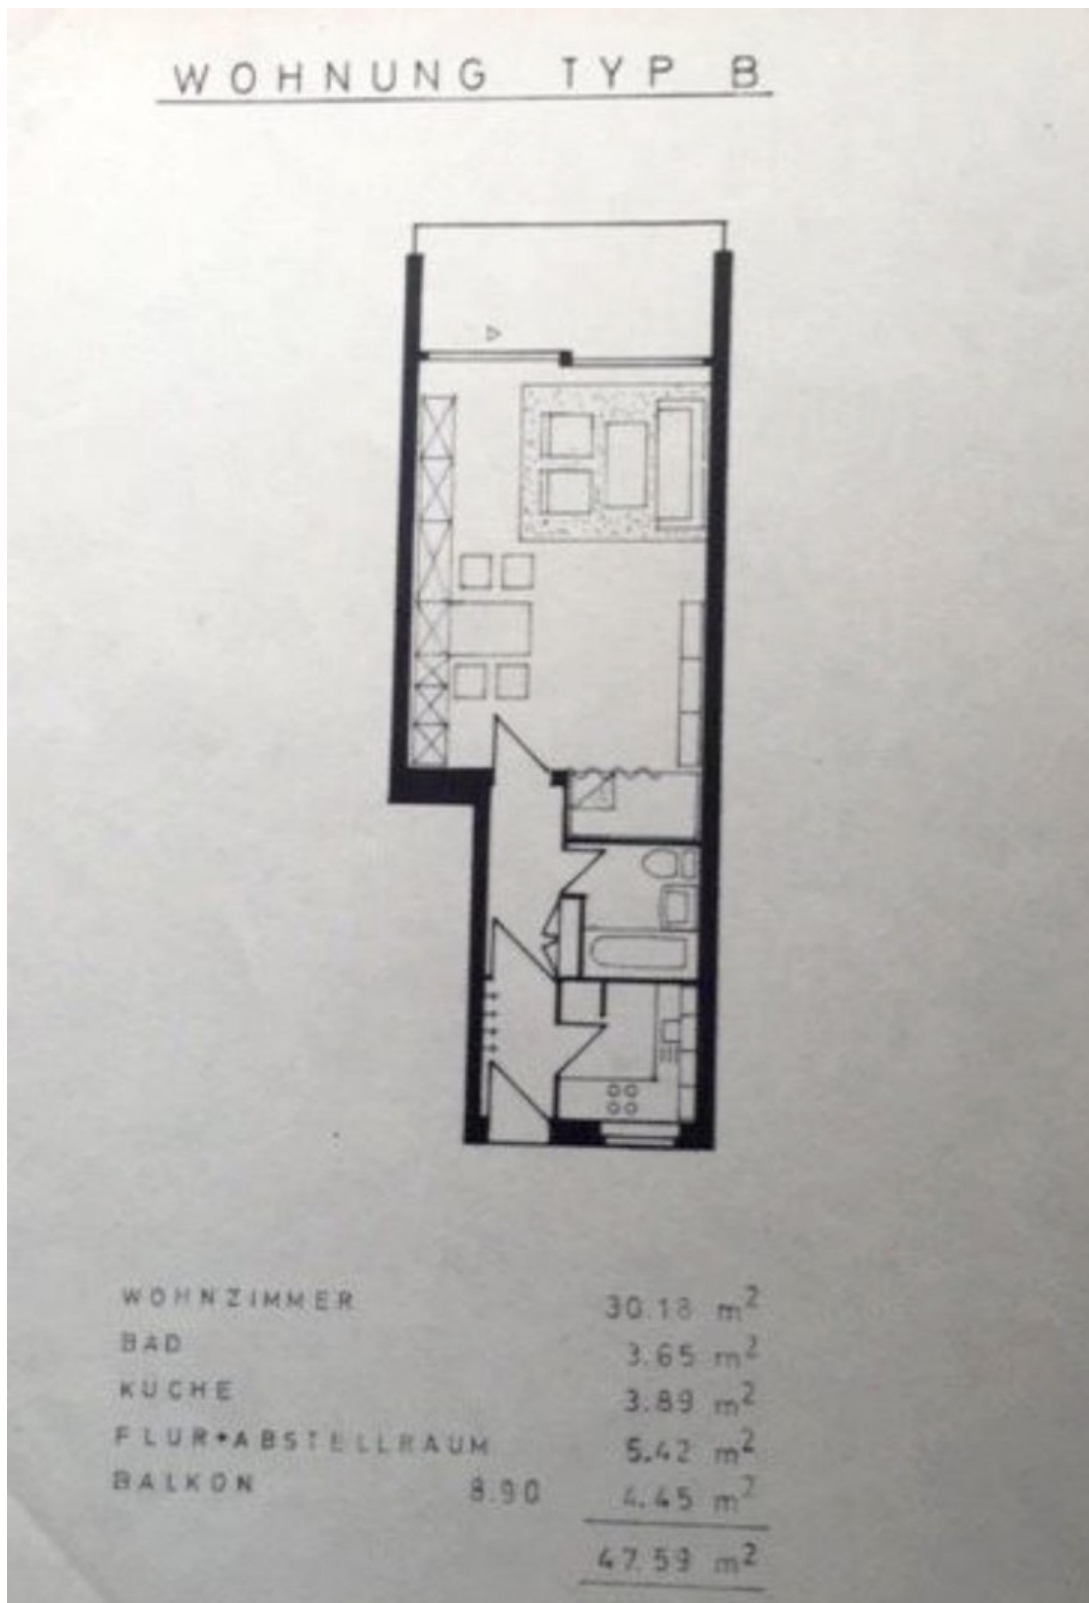 WOHNUNG TYP B
WOHNZIMMER 30.18 m²
BAD 3.65 m²
KUCHE 3.89 m²
FLUR+ABSTELLRAUM 5.42 m²
BALKON 8.90 4.45 m²
47.59 m²